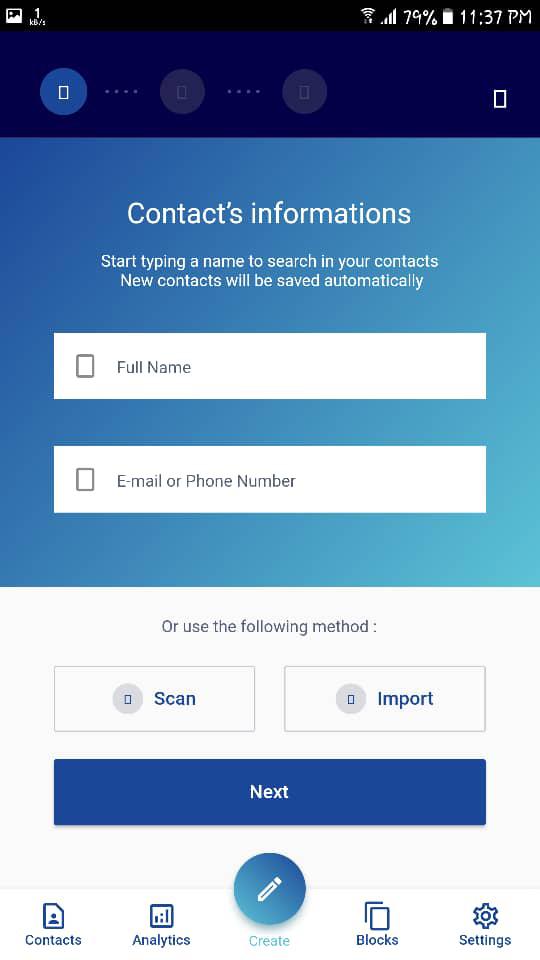 1
kB/s
79% 11:37 PM
Contact's informations
Start typing a name to search in your contacts
New contacts will be saved automatically
Full Name
E-mail or Phone Number
Or use the following method :
Scan
Import
Next
Contacts
Analytics
Create
Blocks
Settings